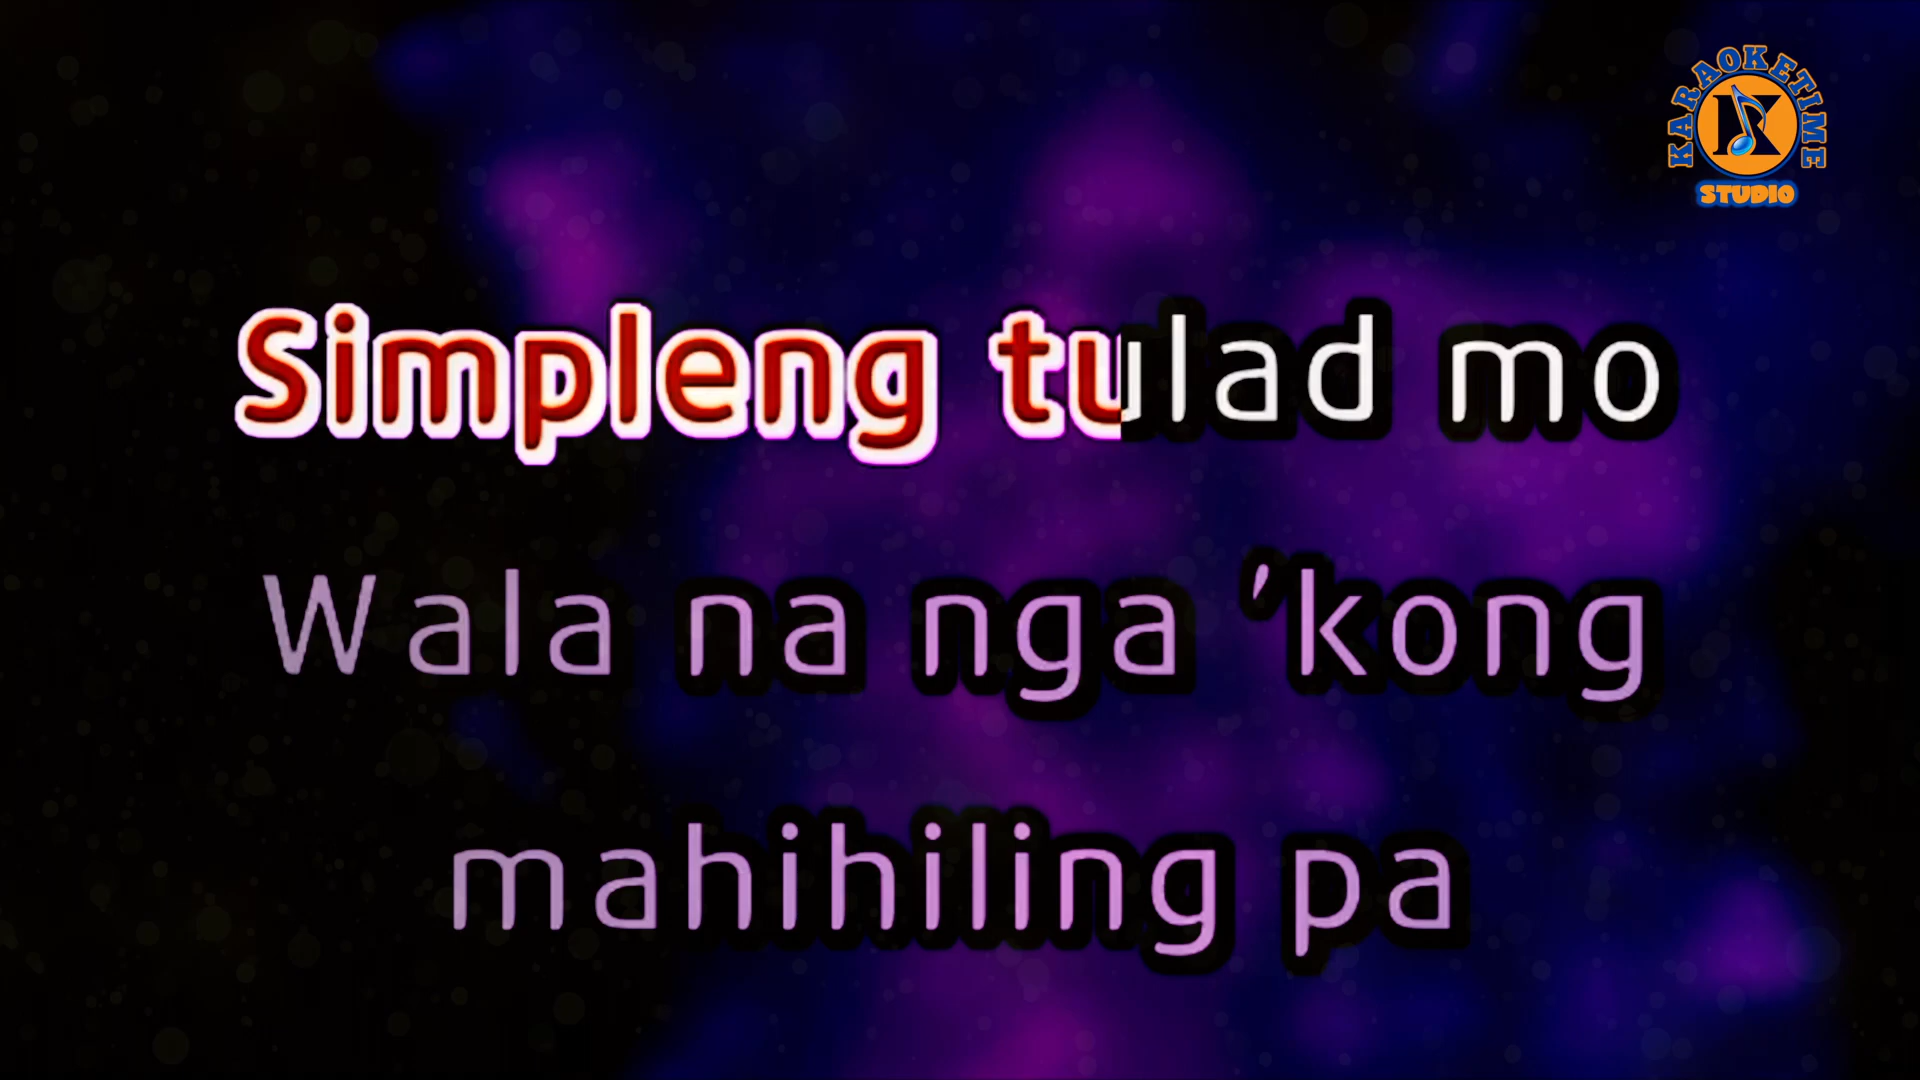 KARAOKETIME
STUDIO
Simpleng tulad mo
Wala na nga 'kong
mahihiling pa